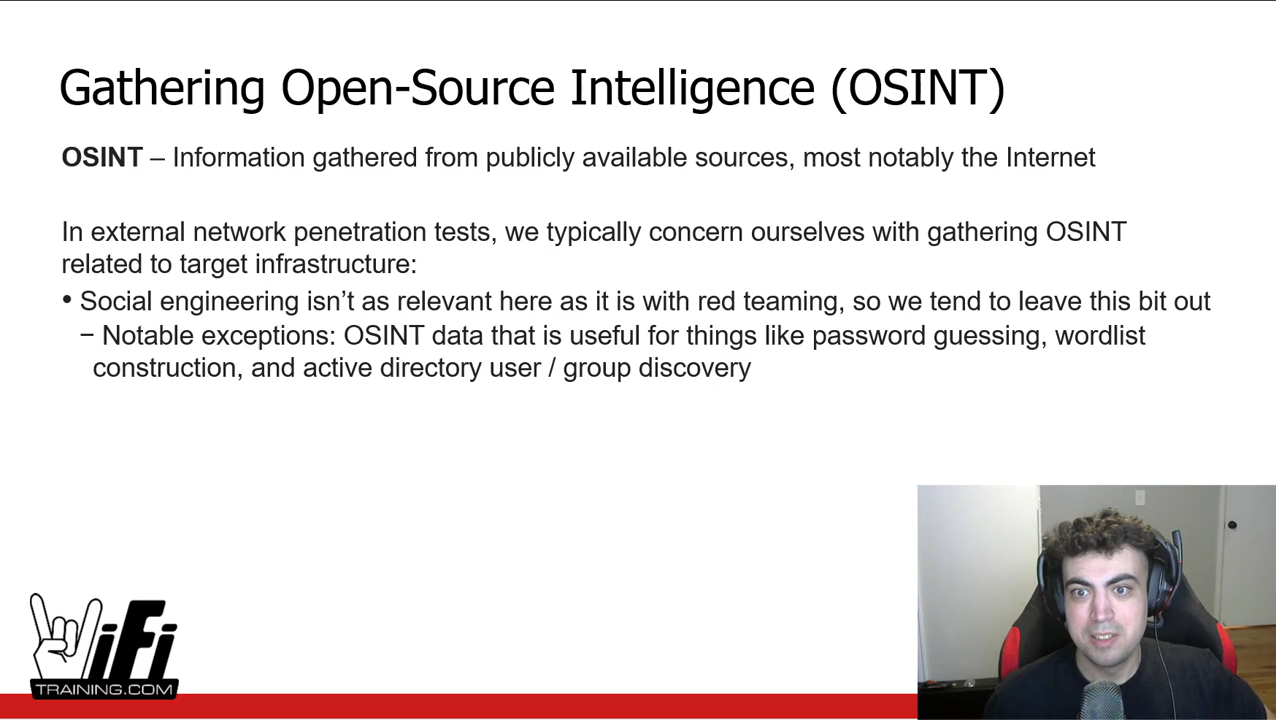 Gathering Open-Source Intelligence (OSINT)
OSINT – Information gathered from publicly available sources, most notably the Internet
In external network penetration tests, we typically concern ourselves with gathering OSINT
related to target infrastructure:
• Social engineering isn’t as relevant here as it is with red teaming, so we tend to leave this bit out
– Notable exceptions: OSINT data that is useful for things like password guessing, wordlist
construction, and active directory user / group discovery
WiFi
TRAINING.COM